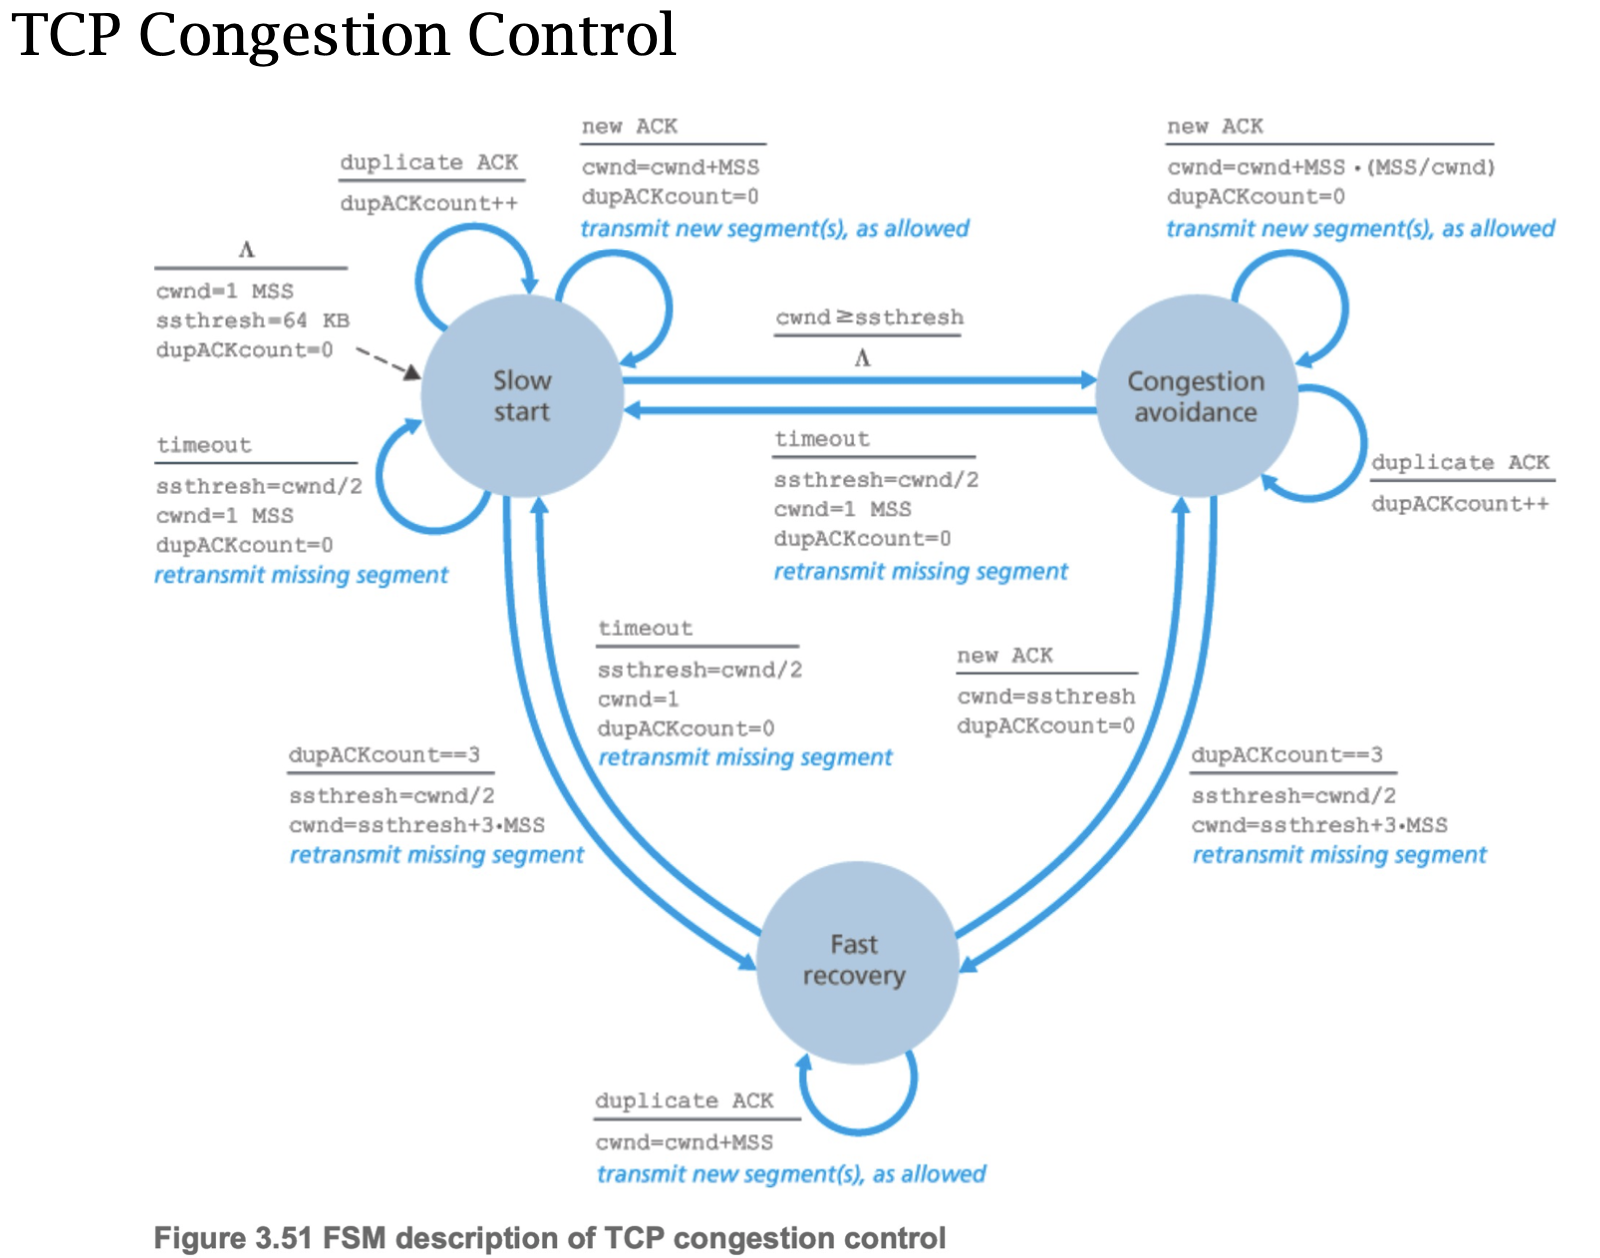 TCP Congestion Control
new ACK
cwnd=cwnd+MSS
dupACKcount=0
transmit new segment(s), as allowed
new ACK
cwnd=cwnd+MSS·(MSS/cwnd)
dupACKcount=0
transmit new segment(s), as allowed
duplicate ACK
dupACKcount++
Λ
cwnd=1 MSS
ssthresh=64 KB
dupACKcount=0
cwnd≥ssthresh
Λ
Slow
start
Congestion
avoidance
timeout
ssthresh=cwnd/2
cwnd=1 MSS
dupACKcount=0
retransmit missing segment
timeout
ssthresh=cwnd/2
cwnd=1 MSS
dupACKcount=0
retransmit missing segment
duplicate ACK
dupACKcount++
timeout
ssthresh=cwnd/2
cwnd=1
dupACKcount=0
retransmit missing segment
new ACK
cwnd=ssthresh
dupACKcount=0
dupACKcount==3
ssthresh=cwnd/2
cwnd=ssthresh+3·MSS
retransmit missing segment
dupACKcount==3
ssthresh=cwnd/2
cwnd=ssthresh+3·MSS
retransmit missing segment
Fast
recovery
duplicate ACK
cwnd=cwnd+MSS
transmit new segment(s), as allowed
Figure 3.51 FSM description of TCP congestion control